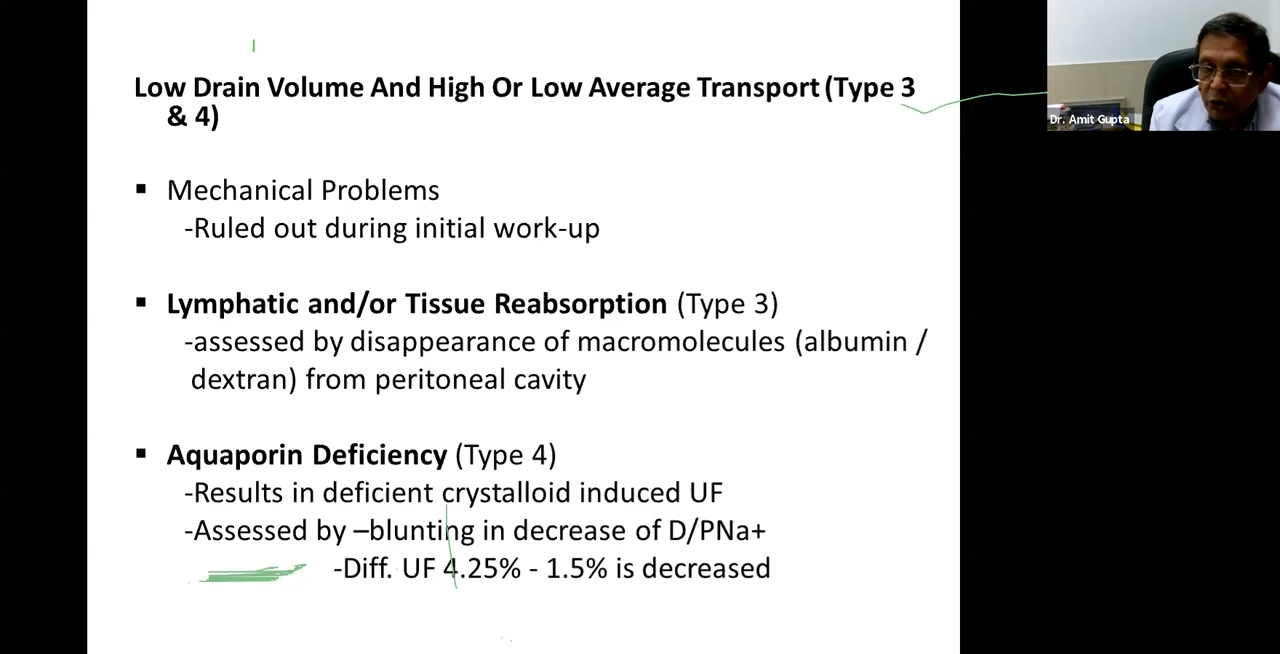 Low Drain Volume And High Or Low Average Transport (Type 3
& 4)
▪ Mechanical Problems
-Ruled out during initial work-up
▪ Lymphatic and/or Tissue Reabsorption (Type 3)
-assessed by disappearance of macromolecules (albumin /
dextran) from peritoneal cavity
▪ Aquaporin Deficiency (Type 4)
-Results in deficient crystalloid induced UF
-Assessed by –blunting in decrease of D/PNa+
-Diff. UF 4.25% - 1.5% is decreased
Dr. Amit Gupta